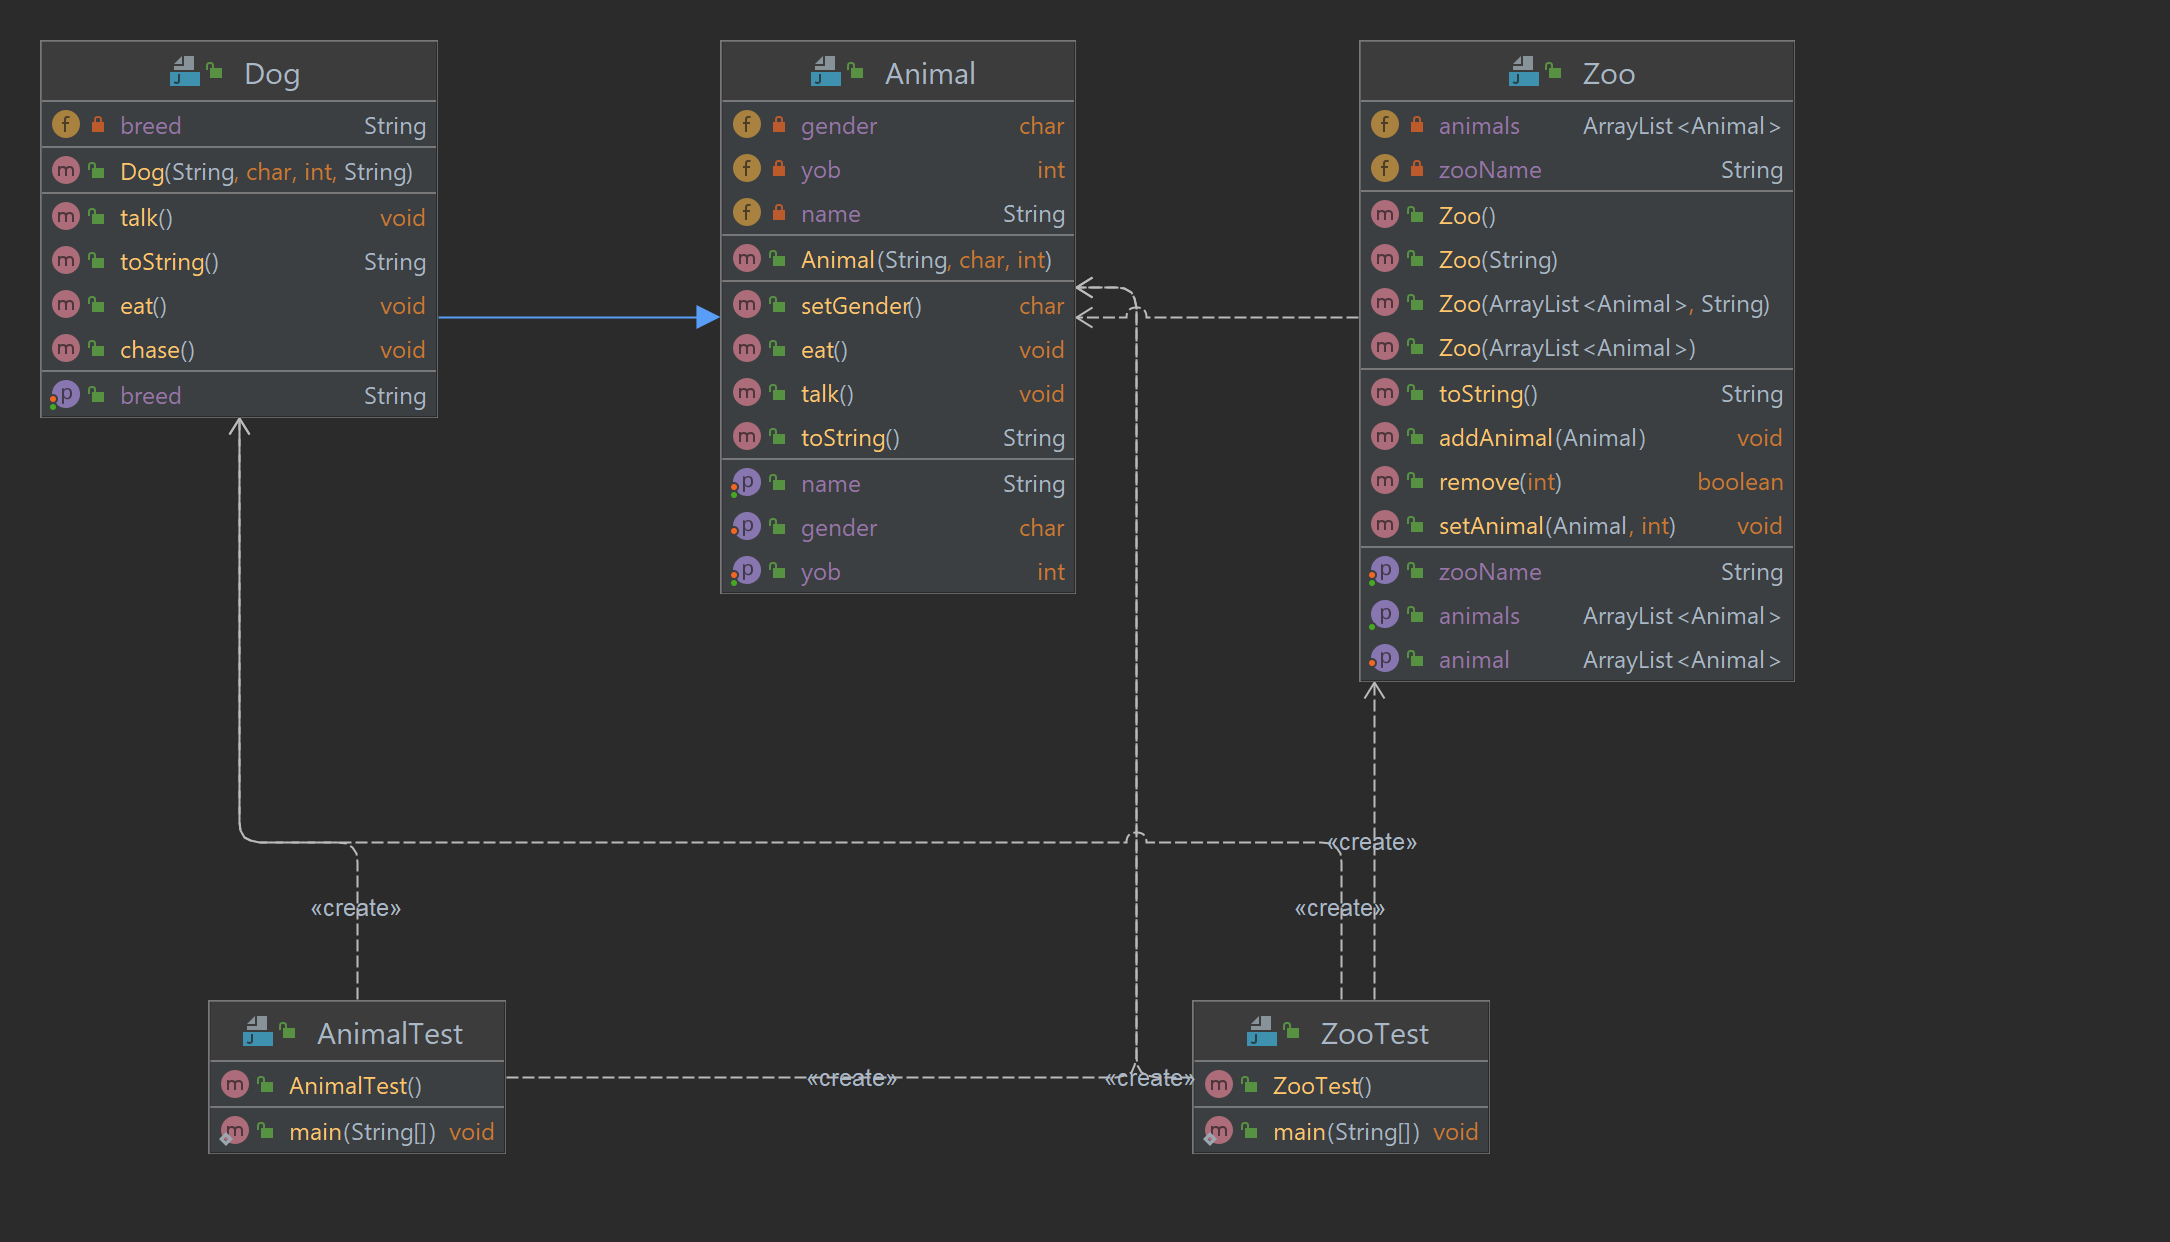 Dog
breed String
Dog(String, char, int, String)
talk() void
toString() String
eat() void
chase() void
breed String
Animal
gender char
yob int
name String
Animal(String, char, int)
setGender() char
eat() void
talk() void
toString() String
name String
gender char
yob int
Zoo
animals ArrayList<Animal>
zooName String
Zoo()
Zoo(String)
Zoo(ArrayList<Animal>, String)
Zoo(ArrayList<Animal>)
toString() String
addAnimal(Animal) void
remove(int) boolean
setAnimal(Animal, int) void
zooName String
animals ArrayList<Animal>
animal ArrayList<Animal>
«create»
«create»
«create»
AnimalTest
AnimalTest()
main(String[]) void
«create»
«create»
ZooTest
ZooTest()
main(String[]) void